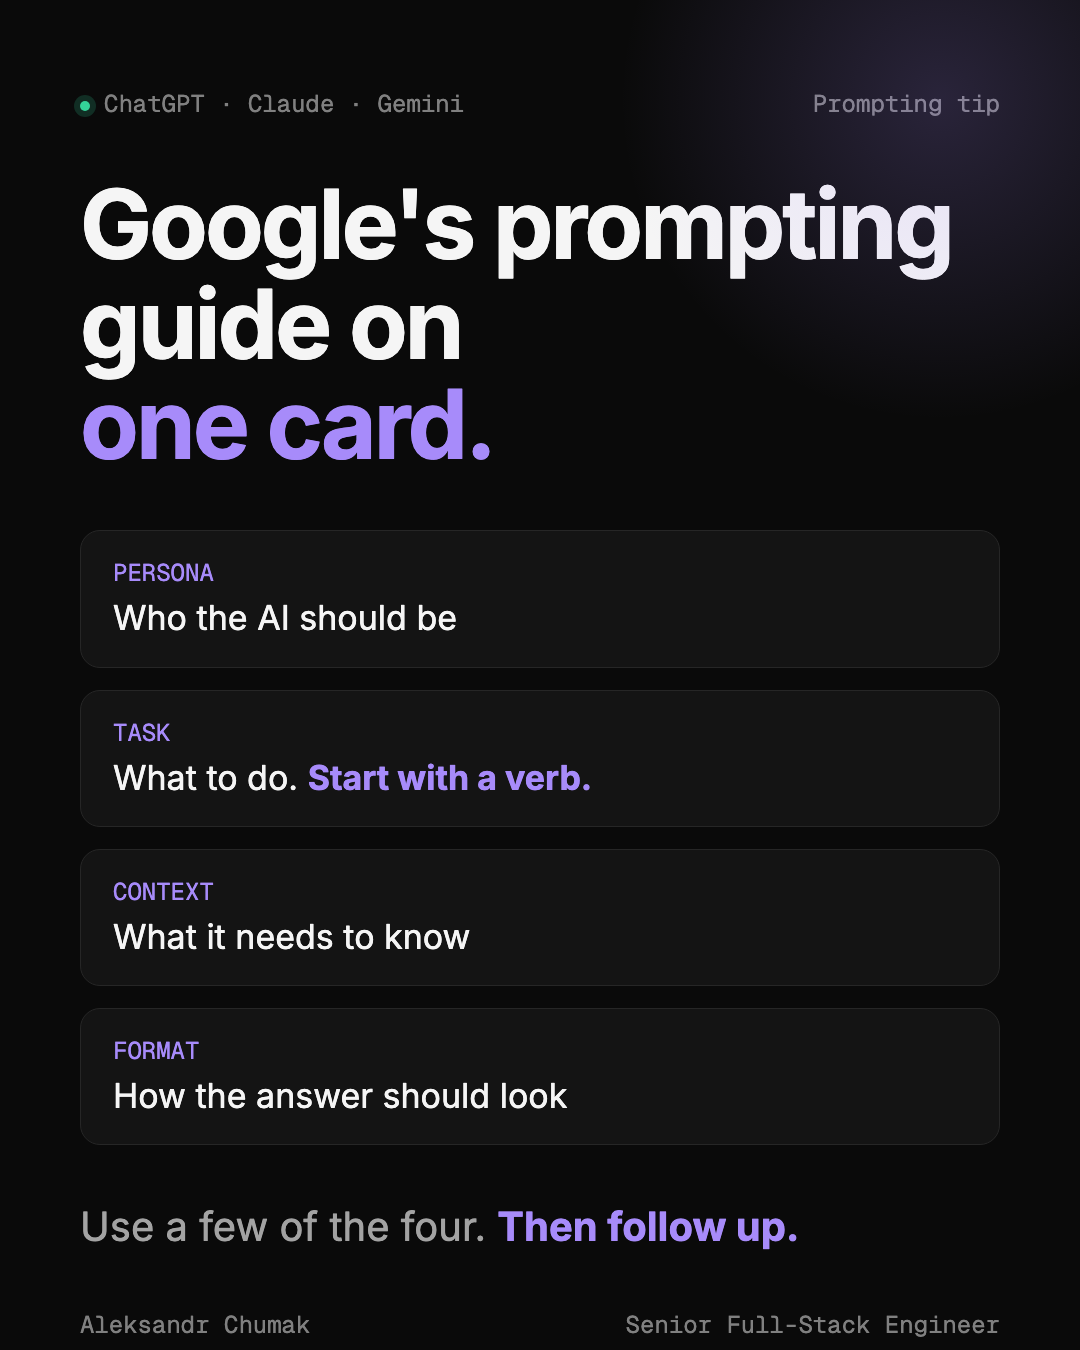 ChatGPT · Claude · Gemini
Prompting tip
Google's prompting
guide on
one card.
PERSONA
Who the AI should be
TASK
What to do. Start with a verb.
CONTEXT
What it needs to know
FORMAT
How the answer should look
Use a few of the four. Then follow up.
Aleksandr Chumak
Senior Full-Stack Engineer